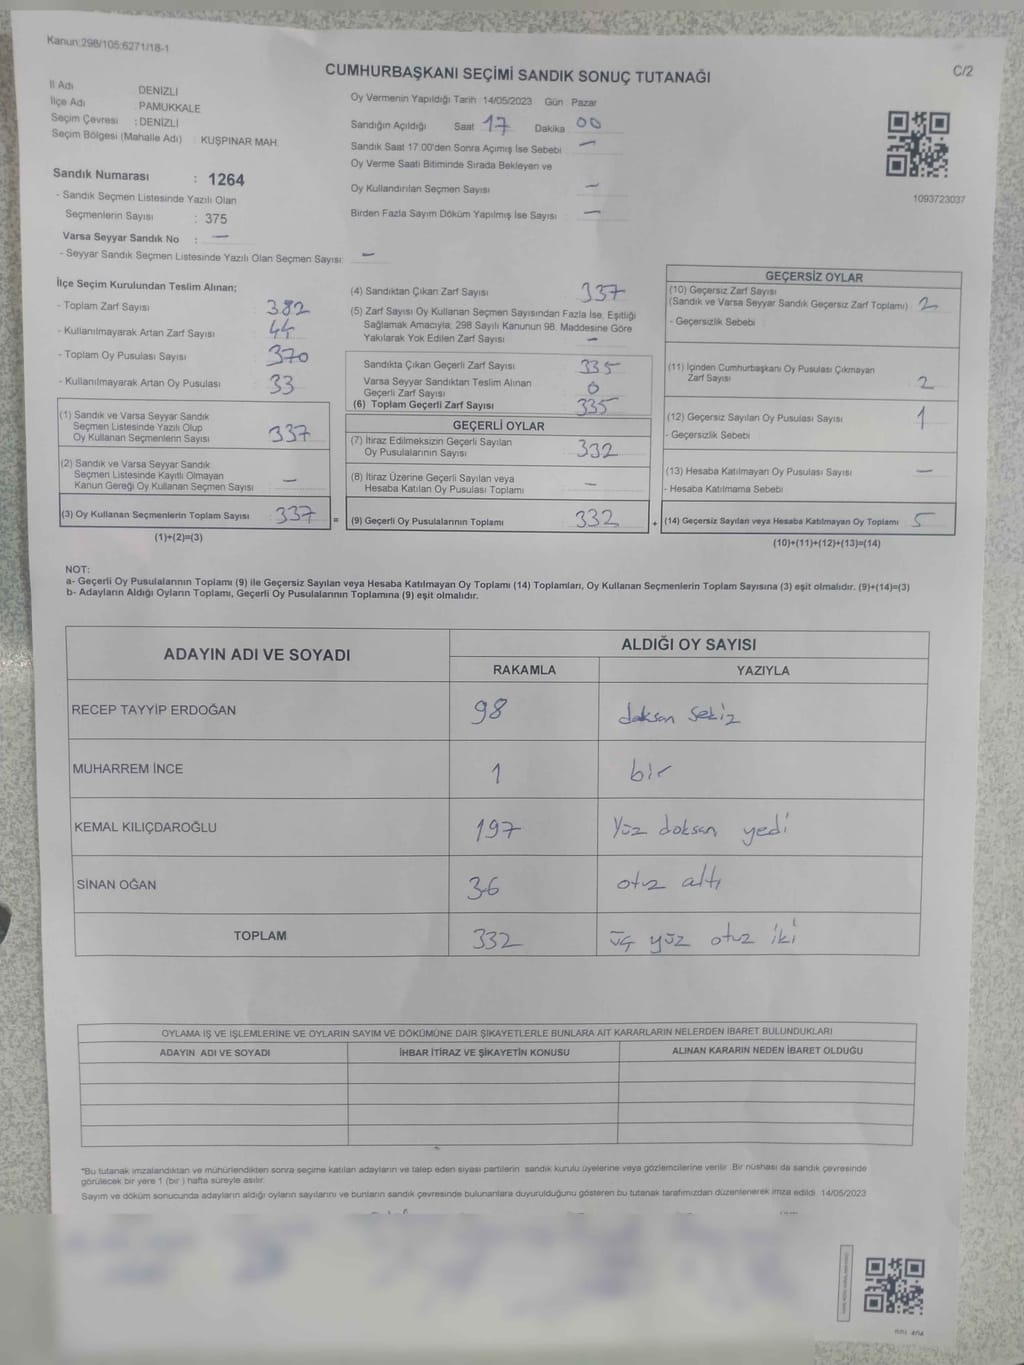 Kanun:298/105:6271/18-1
CUMHURBAŞKANI SEÇİMİ SANDIK SONUÇ TUTANAĞI
C/2
İl Adı DENİZLİ
İlçe Adı : PAMUKKALE
Seçim Çevresi : DENİZLİ
Seçim Bölgesi (Mahalle Adı) : KUŞPINAR MAH.
Sandık Numarası : 1264
- Sandık Seçmen Listesinde Yazılı Olan
Seçmenlerin Sayısı : 375
Varsa Seyyar Sandık No : —
- Seyyar Sandık Seçmen Listesinde Yazılı Olan Seçmen Sayısı: —
Oy Vermenin Yapıldığı Tarih 14/05/2023 Gün Pazar
Sandığın Açıldığı Saat 17 Dakika 00
Sandık Saat 17:00'den Sonra Açımış İse Sebebi —
Oy Verme Saati Bitiminde Sırada Bekleyen ve
Oy Kullandırılan Seçmen Sayısı —
Birden Fazla Sayım Döküm Yapılmış İse Sayısı —
1093723037
İlçe Seçim Kurulundan Teslim Alınan;
- Toplam Zarf Sayısı 382
- Kullanılmayarak Artan Zarf Sayısı 44
- Toplam Oy Pusulası Sayısı 370
- Kullanılmayarak Artan Oy Pusulası 33
(1) Sandık ve Varsa Seyyar Sandık
Seçmen Listesinde Yazılı Olup
Oy Kullanan Seçmenlerin Sayısı 337
(2) Sandık ve Varsa Seyyar Sandık
Seçmen Listesinde Kayıtlı Olmayan
Kanun Gereği Oy Kullanan Seçmen Sayısı —
(3) Oy Kullanan Seçmenlerin Toplam Sayısı 337
(1)+(2)=(3)
(4) Sandıktan Çıkan Zarf Sayısı 337
(5) Zarf Sayısı Oy Kullanan Seçmen Sayısından Fazla İse, Eşitliği
Sağlamak Amacıyla; 298 Sayılı Kanunun 98. Maddesine Göre
Yakılarak Yok Edilen Zarf Sayısı —
Sandıkta Çıkan Geçerli Zarf Sayısı 335
Varsa Seyyar Sandıktan Teslim Alınan
Geçerli Zarf Sayısı 0
(6) Toplam Geçerli Zarf Sayısı 335
GEÇERLİ OYLAR
(7) İtiraz Edilmeksizin Geçerli Sayılan
Oy Pusulalarının Sayısı 332
(8) İtiraz Üzerine Geçerli Sayılan veya
Hesaba Katılan Oy Pusulası Toplamı —
= (9) Geçerli Oy Pusulalarının Toplamı 332
GEÇERSİZ OYLAR
(10) Geçersiz Zarf Sayısı
(Sandık ve Varsa Seyyar Sandık Geçersiz Zarf Toplamı) 2
- Geçersizlik Sebebi
(11) İçinden Cumhurbaşkanı Oy Pusulası Çıkmayan
Zarf Sayısı 2
(12) Geçersiz Sayılan Oy Pusulası Sayısı 1
- Geçersizlik Sebebi
(13) Hesaba Katılmayan Oy Pusulası Sayısı —
- Hesaba Katılmama Sebebi
+ (14) Geçersiz Sayılan veya Hesaba Katılmayan Oy Toplamı 5
(10)+(11)+(12)+(13)=(14)
NOT:
a- Geçerli Oy Pusulalarının Toplamı (9) ile Geçersiz Sayılan veya Hesaba Katılmayan Oy Toplamı (14) Toplamları, Oy Kullanan Seçmenlerin Toplam Sayısına (3) eşit olmalıdır. (9)+(14)=(3)
b- Adayların Aldığı Oyların Toplamı, Geçerli Oy Pusulalarının Toplamına (9) eşit olmalıdır.
ADAYIN ADI VE SOYADI ALDIĞI OY SAYISI
RAKAMLA YAZIYLA
RECEP TAYYİP ERDOĞAN 98 doksan sekiz
MUHARREM İNCE 1 bir
KEMAL KILIÇDAROĞLU 197 Yüz doksan yedi
SİNAN OĞAN 36 otuz altı
TOPLAM 332 üç yüz otuz iki
OYLAMA İŞ VE İŞLEMLERİNE VE OYLARIN SAYIM VE DÖKÜMÜNE DAİR ŞİKAYETLERLE BUNLARA AİT KARARLARIN NELERDEN İBARET BULUNDUKLARI
ADAYIN ADI VE SOYADI İHBAR İTİRAZ VE ŞİKAYETİN KONUSU ALINAN KARARIN NEDEN İBARET OLDUĞU
*Bu tutanak imzalandıktan ve mühürlendikten sonra seçime katılan adayların ve talep eden siyasi partilerin sandık kurulu üyelerine veya gözlemcilerine verilir. Bir nüshası da sandık çevresinde
görülecek bir yere 1 (bir) hafta süreyle asılır.
Sayım ve döküm sonucunda adayların aldığı oyların sayılarını ve bunların sandık çevresinde bulunanlara duyurulduğunu gösteren bu tutanak tarafımızdan düzenlenerek imza edildi. 14/05/2023